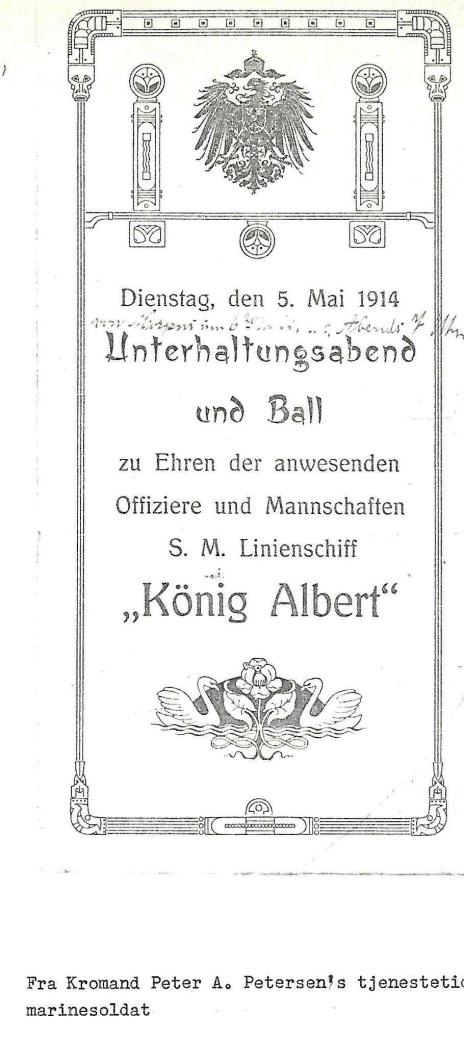 Dienstag, den 5. Mai 1914
Abends 7
Unterhaltungsabend
und Ball
zu Ehren der anwesenden
Offiziere und Mannschaften
S. M. Linienschiff
„König Albert“
Fra Kromand Peter A. Petersen's
marinesoldat